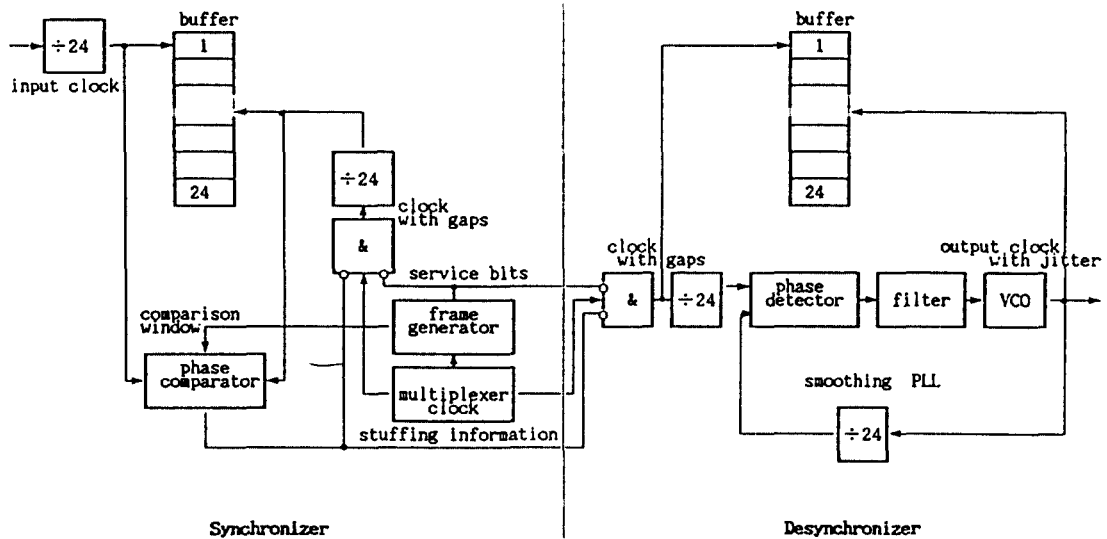 buffer
÷24
1
input clock
24
÷24
clock
with gaps
&
service bits
comparison
window
frame
generator
phase
comparator
multiplexer
clock
stuffing information
Synchronizer
buffer
1
24
clock
with gaps
output clock
with jitter
&
÷24
phase
detector
filter
VCO
smoothing PLL
÷24
Desynchronizer